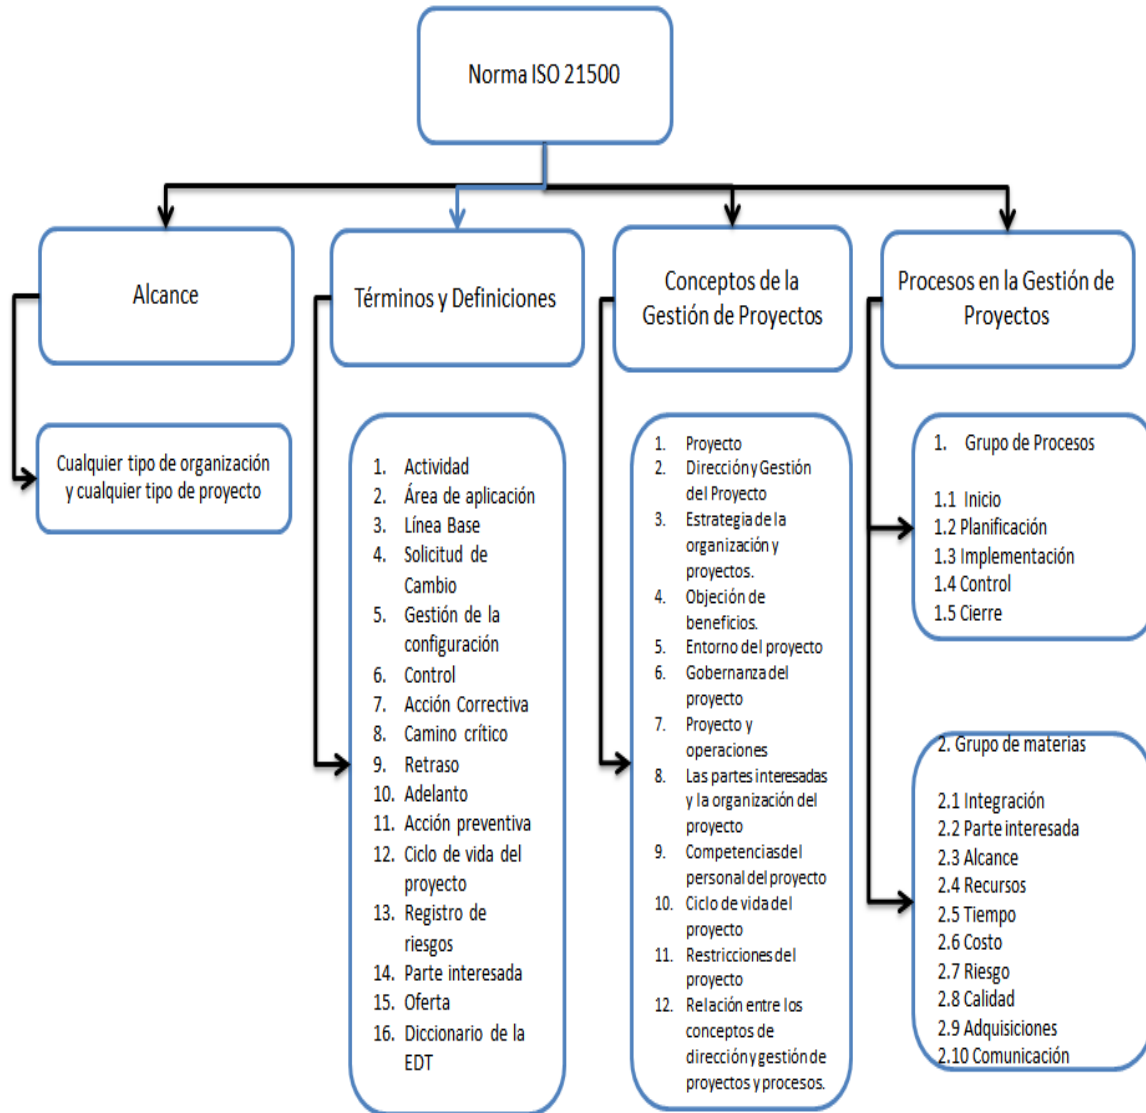 Norma ISO 21500
Alcance
Términos y Definiciones
Conceptos de la
Gestión de Proyectos
Procesos en la Gestión de
Proyectos
Cualquier tipo de organización
y cualquier tipo de proyecto
1. Actividad
2. Área de aplicación
3. Línea Base
4. Solicitud de
Cambio
5. Gestión de la
configuración
6. Control
7. Acción Correctiva
8. Camino crítico
9. Retraso
10. Adelanto
11. Acción preventiva
12. Ciclo de vida del
proyecto
13. Registro de
riesgos
14. Parte interesada
15. Oferta
16. Diccionario de la
EDT
1. Proyecto
2. Dirección y Gestión
del Proyecto
3. Estrategia de la
organización y
proyectos.
4. Objeción de
beneficios.
5. Entorno del proyecto
6. Gobernanza del
proyecto
7. Proyecto y
operaciones
8. Las partes interesadas
y la organización del
proyecto
9. Competencias del
personal del proyecto
10. Ciclo de vida del
proyecto
11. Restricciones del
proyecto
12. Relación entre los
conceptos de
dirección y gestión de
proyectos y procesos.
1. Grupo de Procesos
1.1 Inicio
1.2 Planificación
1.3 Implementación
1.4 Control
1.5 Cierre
2. Grupo de materias
2.1 Integración
2.2 Parte interesada
2.3 Alcance
2.4 Recursos
2.5 Tiempo
2.6 Costo
2.7 Riesgo
2.8 Calidad
2.9 Adquisiciones
2.10 Comunicación